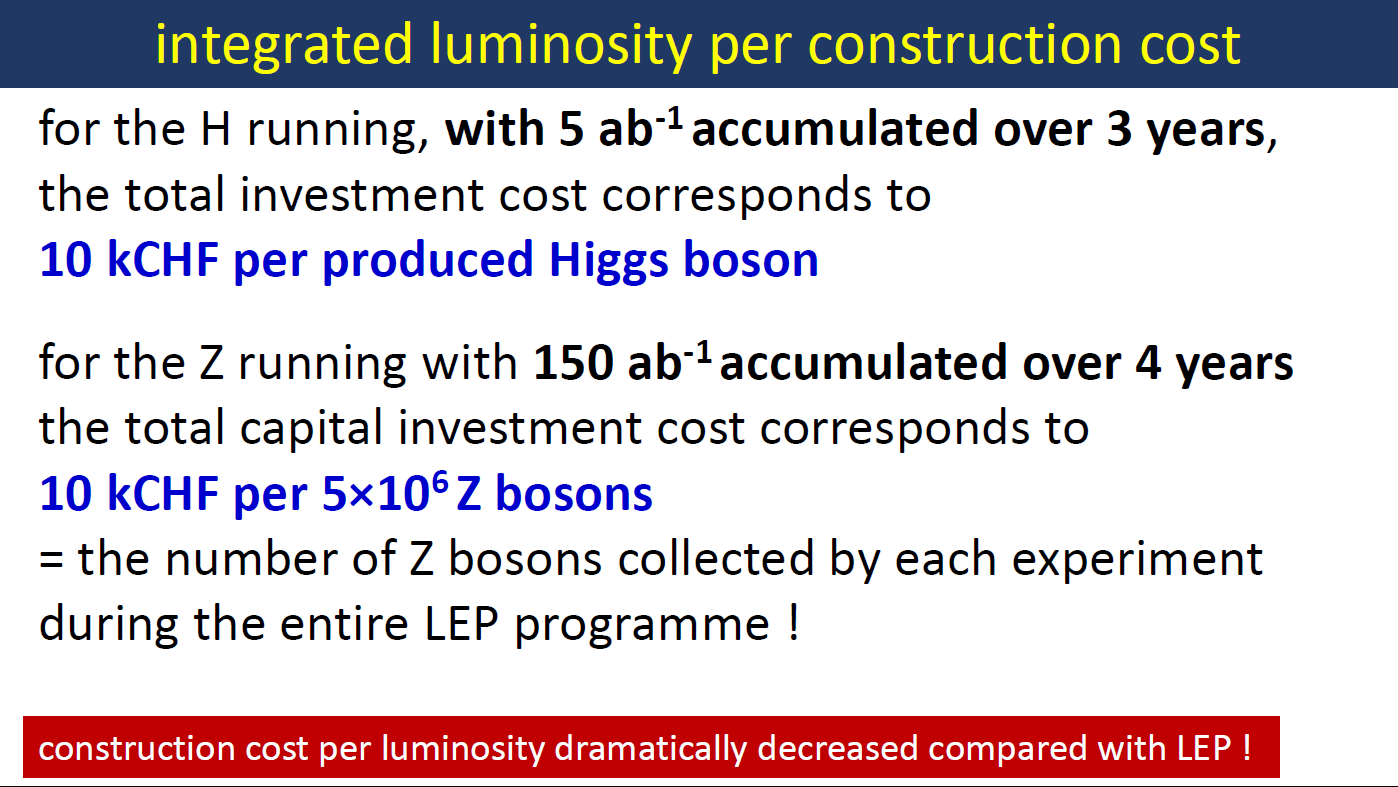 integrated luminosity per construction cost
for the H running, with 5 ab⁻¹ accumulated over 3 years,
the total investment cost corresponds to
10 kCHF per produced Higgs boson
for the Z running with 150 ab⁻¹ accumulated over 4 years
the total capital investment cost corresponds to
10 kCHF per 5×10⁶ Z bosons
= the number of Z bosons collected by each experiment
during the entire LEP programme !
construction cost per luminosity dramatically decreased compared with LEP !